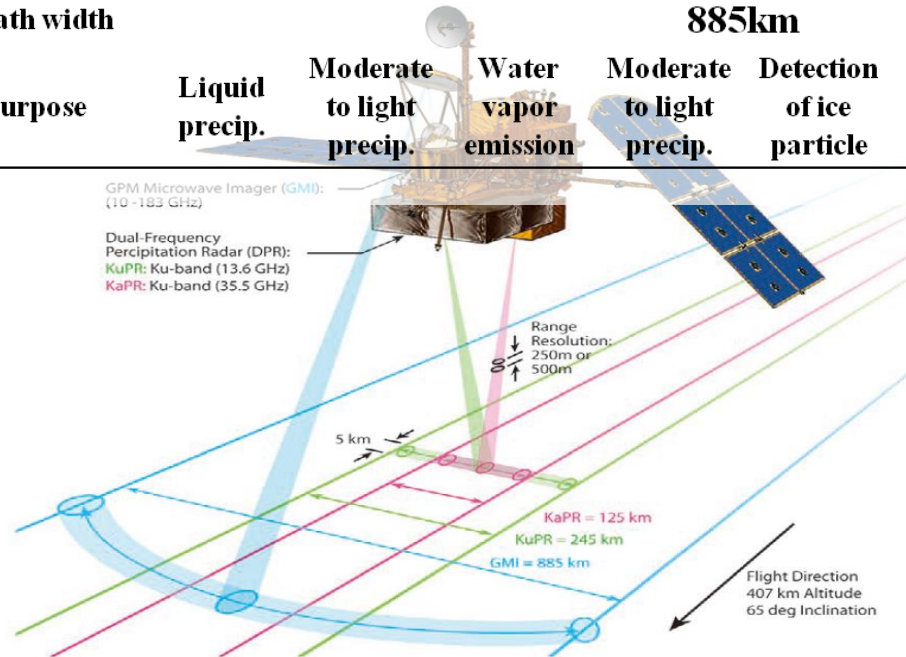 ath width
885km
urpose
Liquid
precip.
Moderate
to light
precip.
Water
vapor
emission
Moderate
to light
precip.
Detection
of ice
particle
GPM Microwave Imager (GMI):
(10 -183 GHz)
Dual-Frequency
Percipitation Radar (DPR):
KuPR: Ku-band (13.6 GHz)
KaPR: Ku-band (35.5 GHz)
Range
Resolution:
250m or
500m
5 km
KaPR = 125 km
KuPR = 245 km
GMI = 885 km
Flight Direction
407 km Altitude
65 deg Inclination